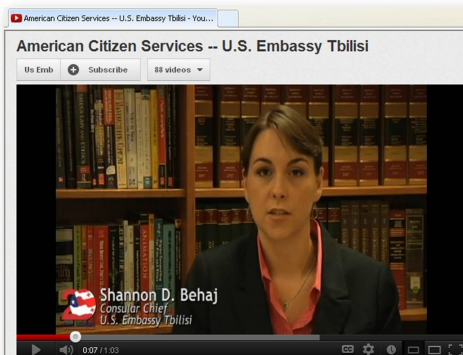 American Citizen Services -- U.S. Embassy Tbilisi - You...
American Citizen Services -- U.S. Embassy Tbilisi
Us Emb
Subscribe
88 videos
Shannon D. Behaj
Consular Chief
U.S. Embassy Tbilisi
0:07 / 1:03
CC